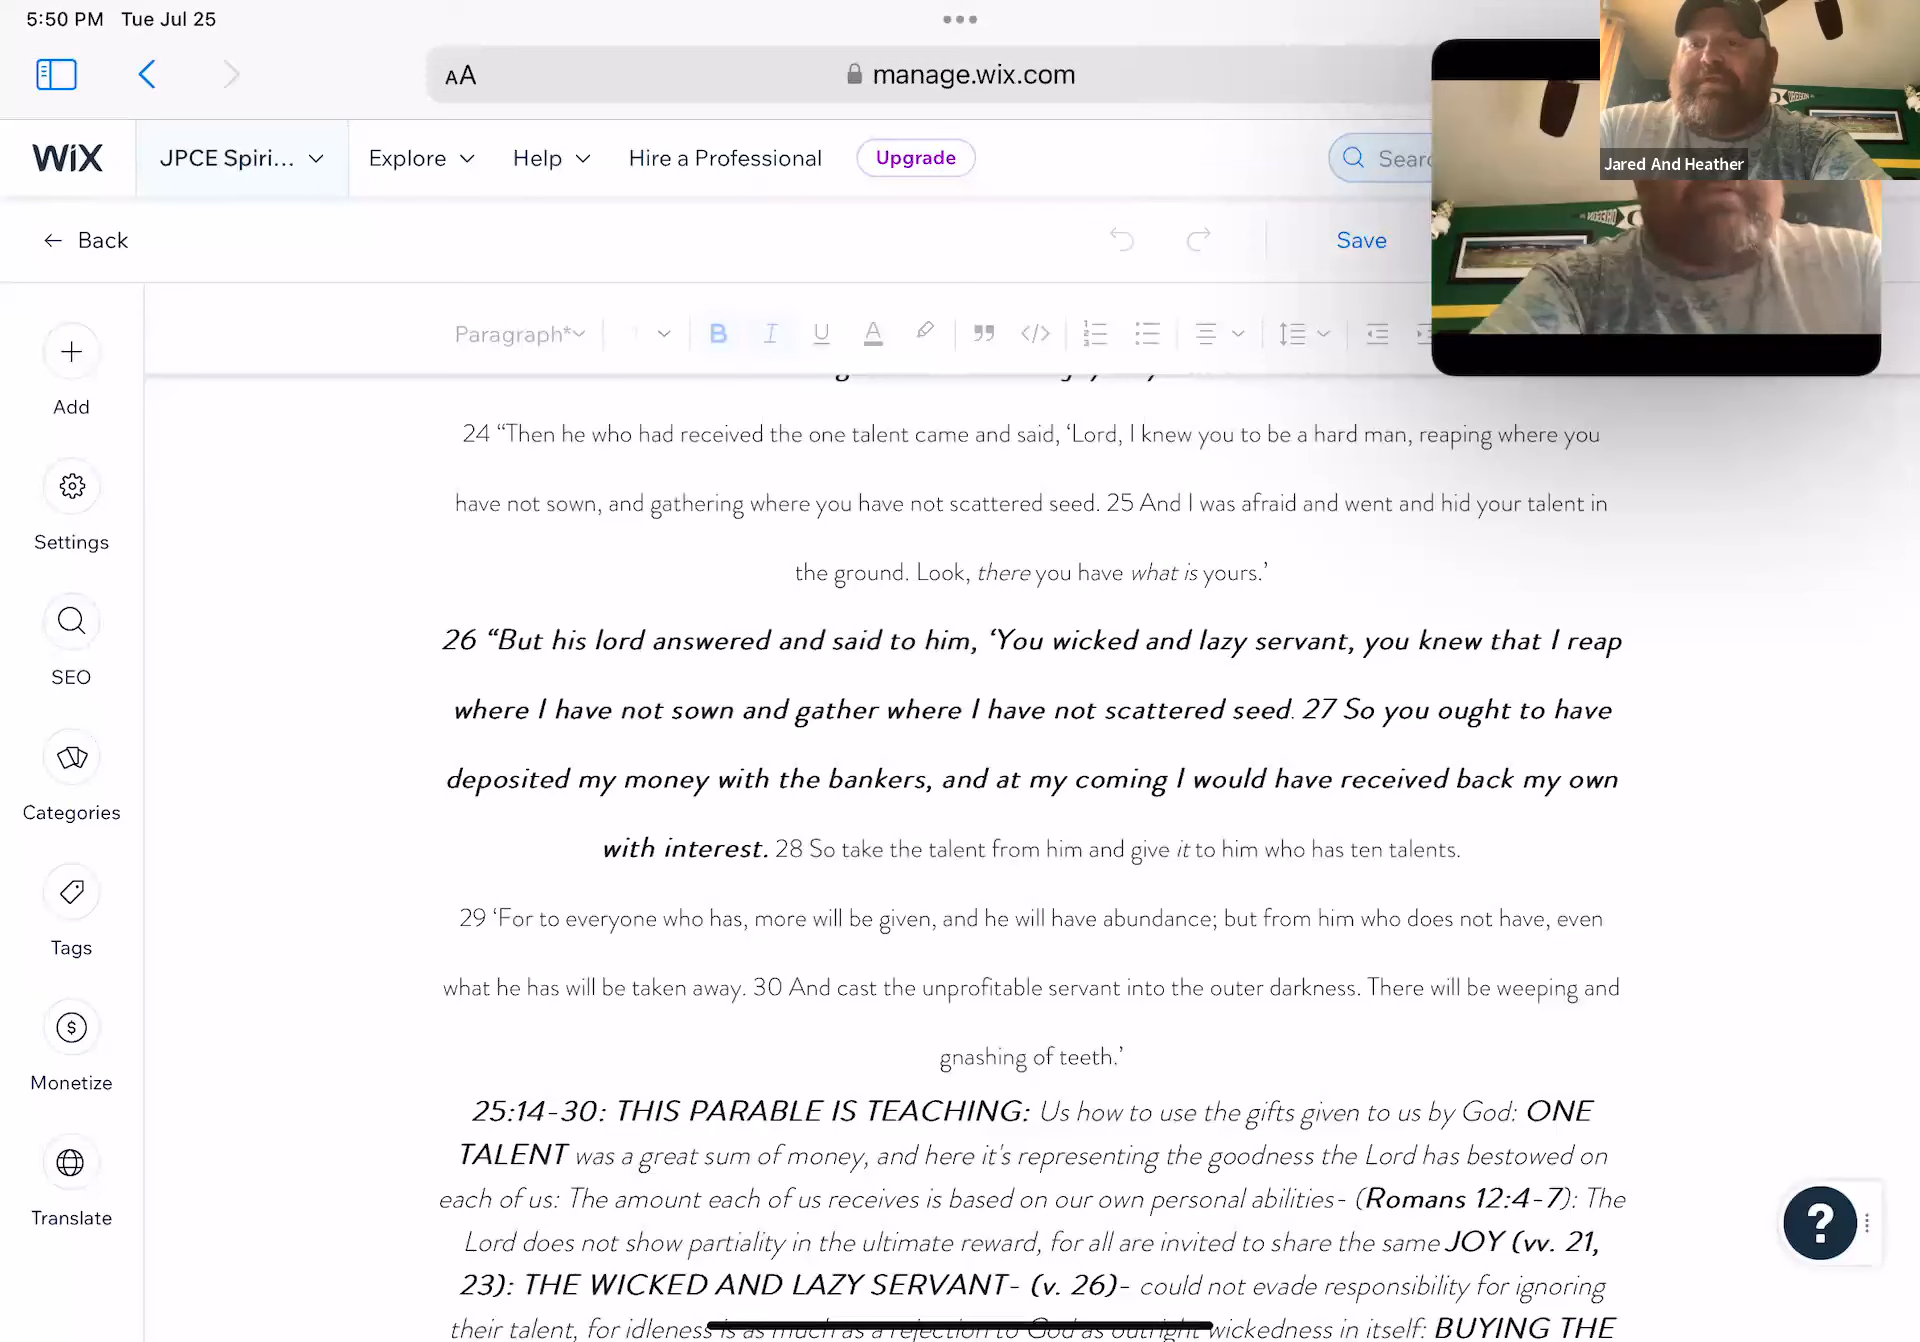 5:50 PM Tue Jul 25
AA
manage.wix.com
WiX
JPCE Spiri...
Explore
Help
Hire a Professional
Upgrade
Sear
Jared And Heather
OREGON
Back
Save
Paragraph*
B I U A
Add
Settings
SEO
Categories
Tags
Monetize
Translate
24 “Then he who had received the one talent came and said, ‘Lord, I knew you to be a hard man, reaping where you
have not sown, and gathering where you have not scattered seed. 25 And I was afraid and went and hid your talent in
the ground. Look, there you have what is yours.’
26 “But his lord answered and said to him, ‘You wicked and lazy servant, you knew that I reap
where I have not sown and gather where I have not scattered seed. 27 So you ought to have
deposited my money with the bankers, and at my coming I would have received back my own
with interest. 28 So take the talent from him and give it to him who has ten talents.
29 ‘For to everyone who has, more will be given, and he will have abundance; but from him who does not have, even
what he has will be taken away. 30 And cast the unprofitable servant into the outer darkness. There will be weeping and
gnashing of teeth.’
25:14-30: THIS PARABLE IS TEACHING: Us how to use the gifts given to us by God: ONE
TALENT was a great sum of money, and here it's representing the goodness the Lord has bestowed on
each of us: The amount each of us receives is based on our own personal abilities- (Romans 12:4-7): The
Lord does not show partiality in the ultimate reward, for all are invited to share the same JOY (vv. 21,
23): THE WICKED AND LAZY SERVANT- (v. 26)- could not evade responsibility for ignoring
their talent, for idleness is as much as a rejection to God as outright wickedness in itself: BUYING THE
?